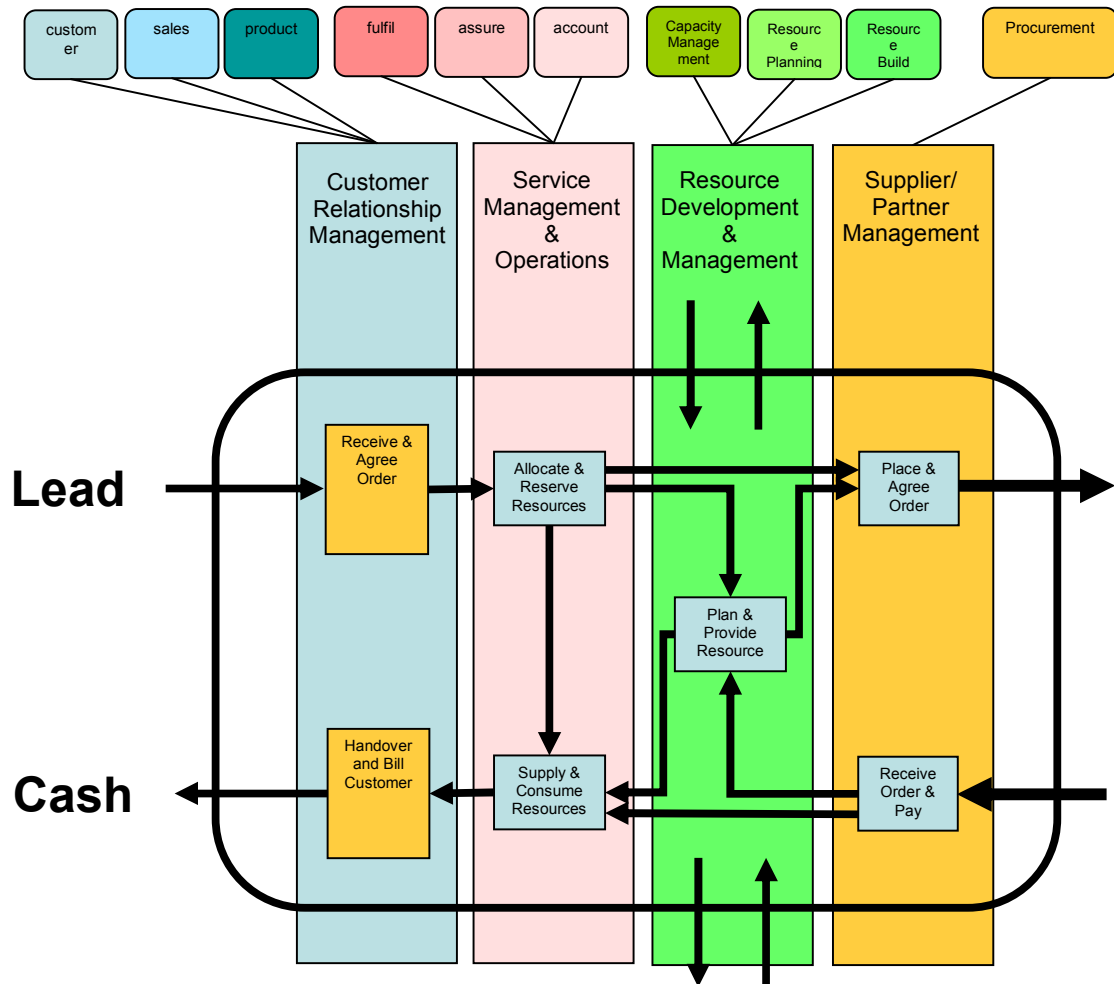 custom
er
sales
product
fulfil
assure
account
Capacity
Manage
ment
Resourc
e
Planning
Resourc
e
Build
Procurement
Customer
Relationship
Management
Service
Management
&
Operations
Resource
Development
&
Management
Supplier/
Partner
Management
Lead
Receive &
Agree
Order
Allocate &
Reserve
Resources
Place &
Agree
Order
Plan &
Provide
Resource
Cash
Handover
and Bill
Customer
Supply &
Consume
Resources
Receive
Order &
Pay